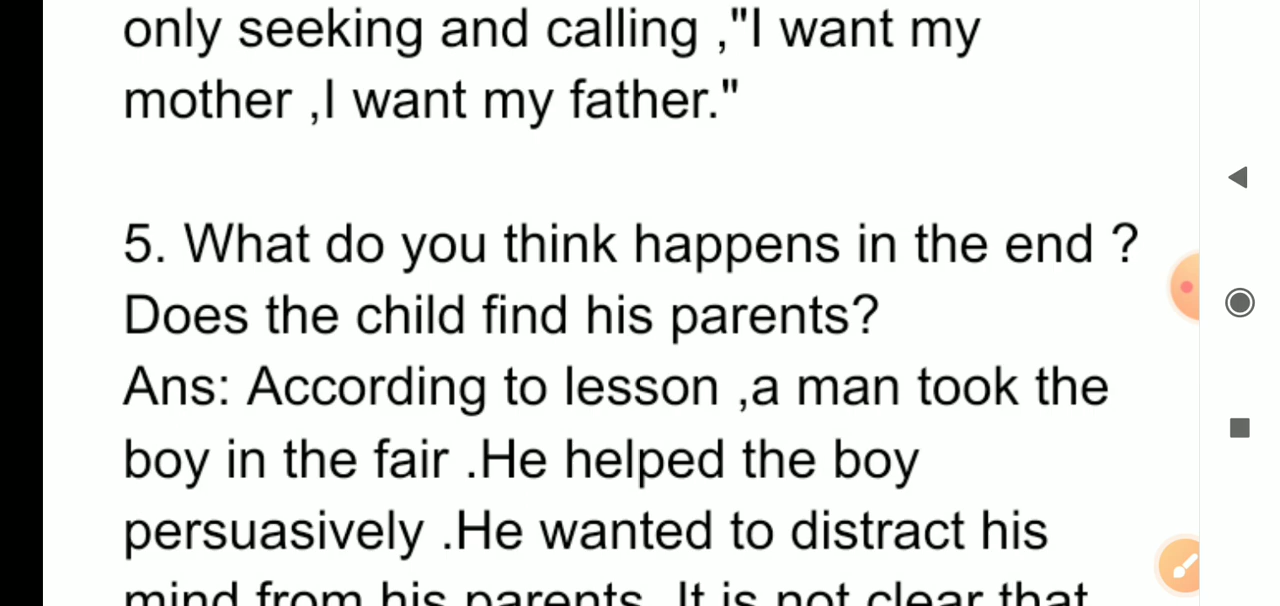 only seeking and calling ,"I want my
mother ,I want my father."
5. What do you think happens in the end ?
Does the child find his parents?
Ans: According to lesson ,a man took the
boy in the fair .He helped the boy
persuasively .He wanted to distract his
mind from his parents. It is not clear that